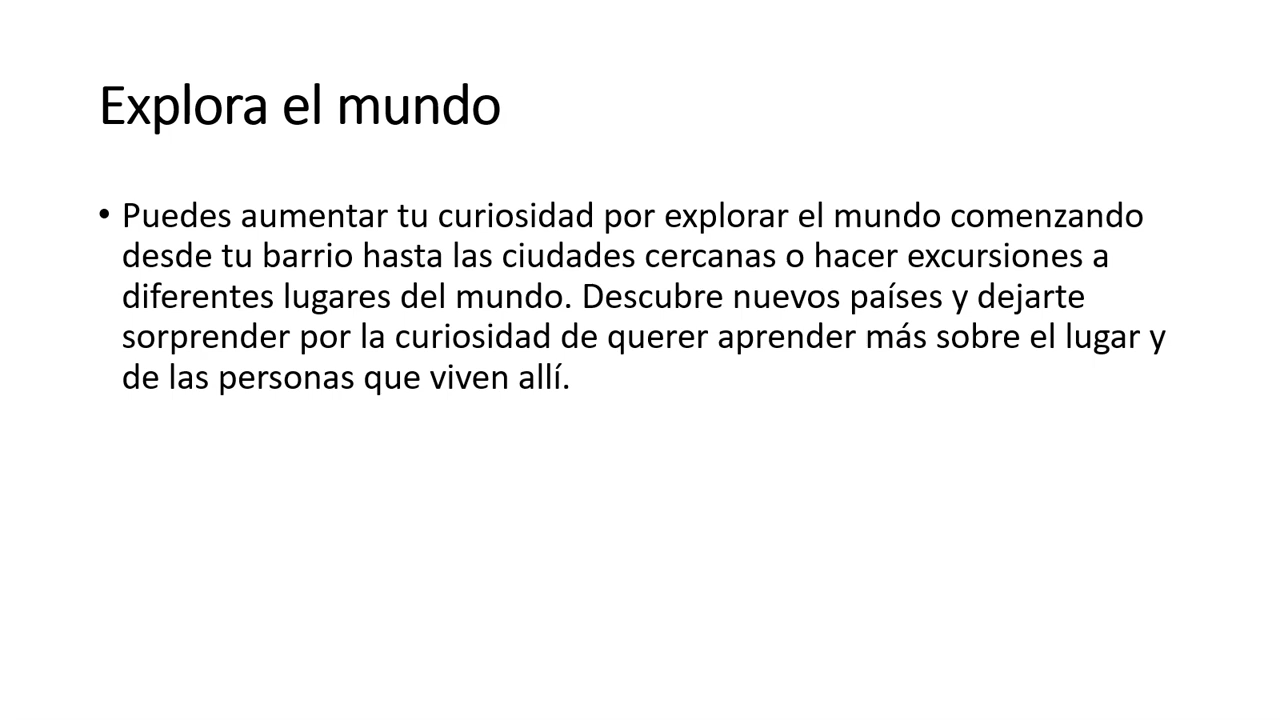 Explora el mundo
• Puedes aumentar tu curiosidad por explorar el mundo comenzando
desde tu barrio hasta las ciudades cercanas o hacer excursiones a
diferentes lugares del mundo. Descubre nuevos países y dejarte
sorprender por la curiosidad de querer aprender más sobre el lugar y
de las personas que viven allí.